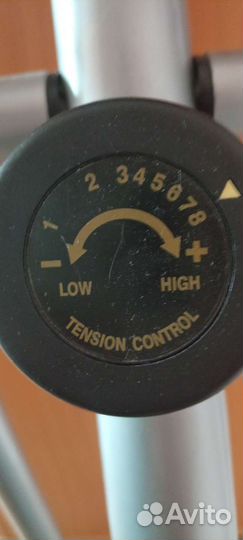 1 2 3 4 5 6 7 8
− +
LOW HIGH
TENSION CONTROL
Avito